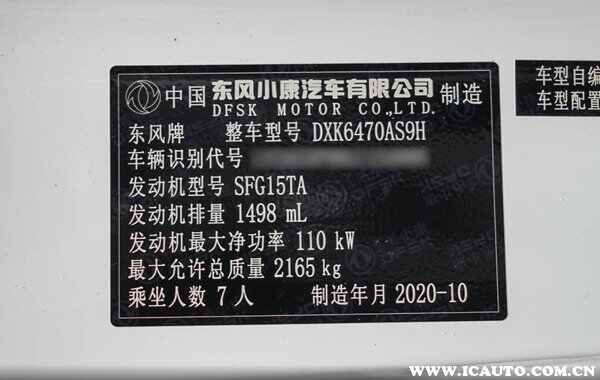 中国 东风小康汽车有限公司 制造
DFSK MOTOR CO.,LTD.
东风牌 整车型号 DXK6470AS9H
车辆识别代号
发动机型号 SFG15TA
发动机排量 1498 mL
发动机最大净功率 110 kW
最大允许总质量 2165 kg
乘坐人数 7 人 制造年月 2020-10
车型自编
车型配置
www.icauto.com.cn